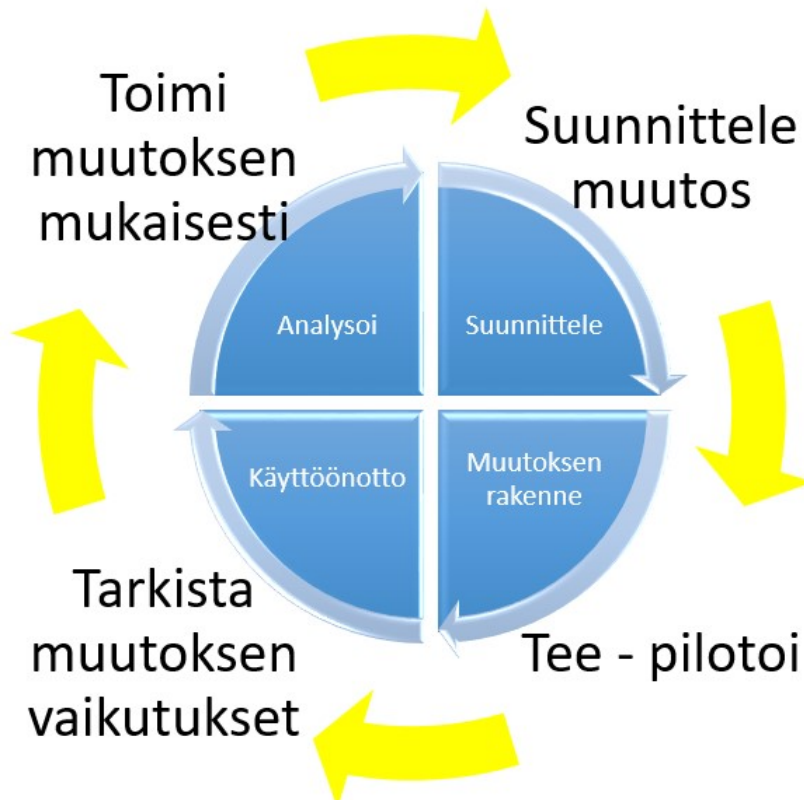 Toimi
muutoksen
mukaisesti
Suunnittele
muutos
Analysoi
Suunnittele
Käyttöönotto
Muutoksen
rakenne
Tarkista
muutoksen
vaikutukset
Tee - pilotoi